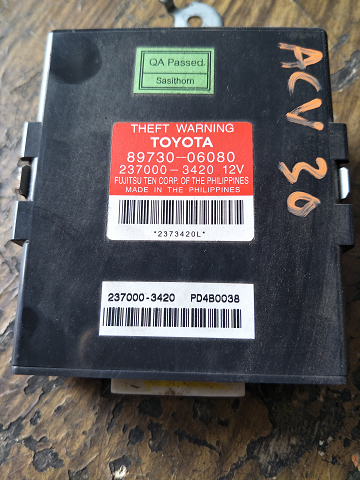 QA Passed.
Sasithorn
ACV 30
THEFT WARNING
TOYOTA
89730-06080
237000-3420 12V
FUJITSU TEN CORP. OF THE PHILIPPINES
MADE IN THE PHILIPPINES
*2373420L*
237000-3420 PD4B0038